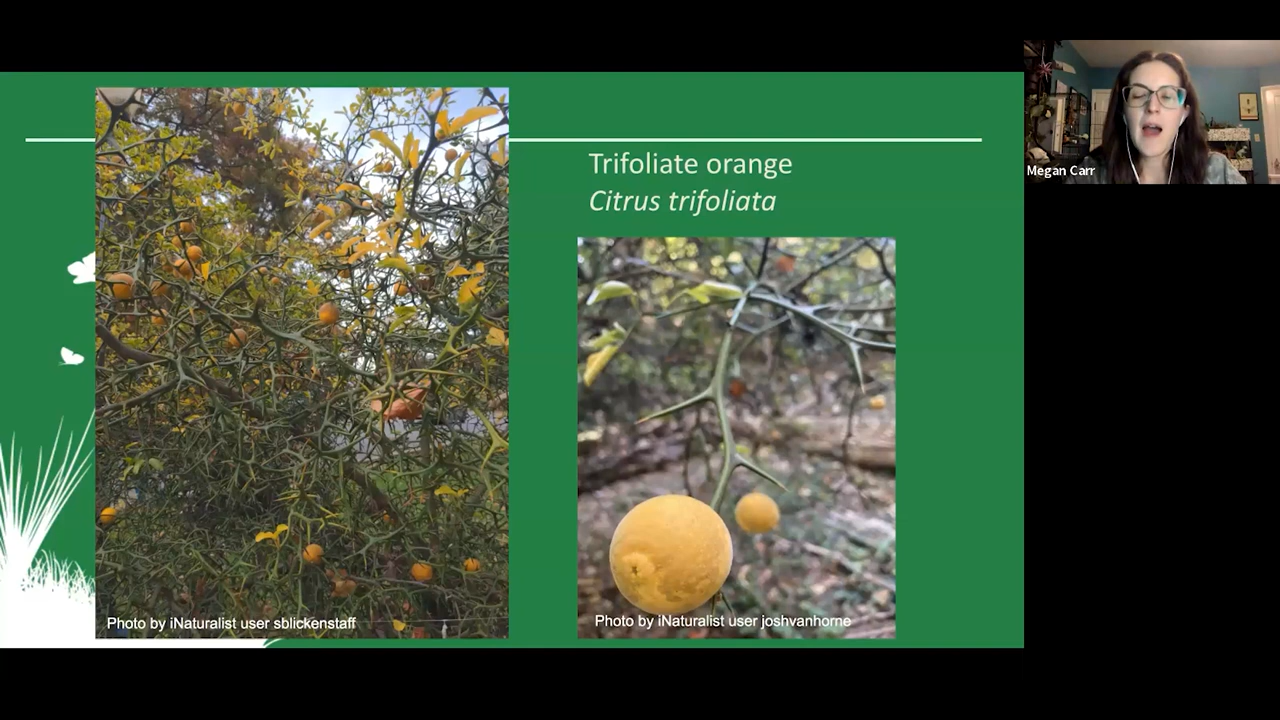 Trifoliate orange
Citrus trifoliata
Megan Carr
Photo by iNaturalist user sblickenstaff
Photo by iNaturalist user joshvanhorne